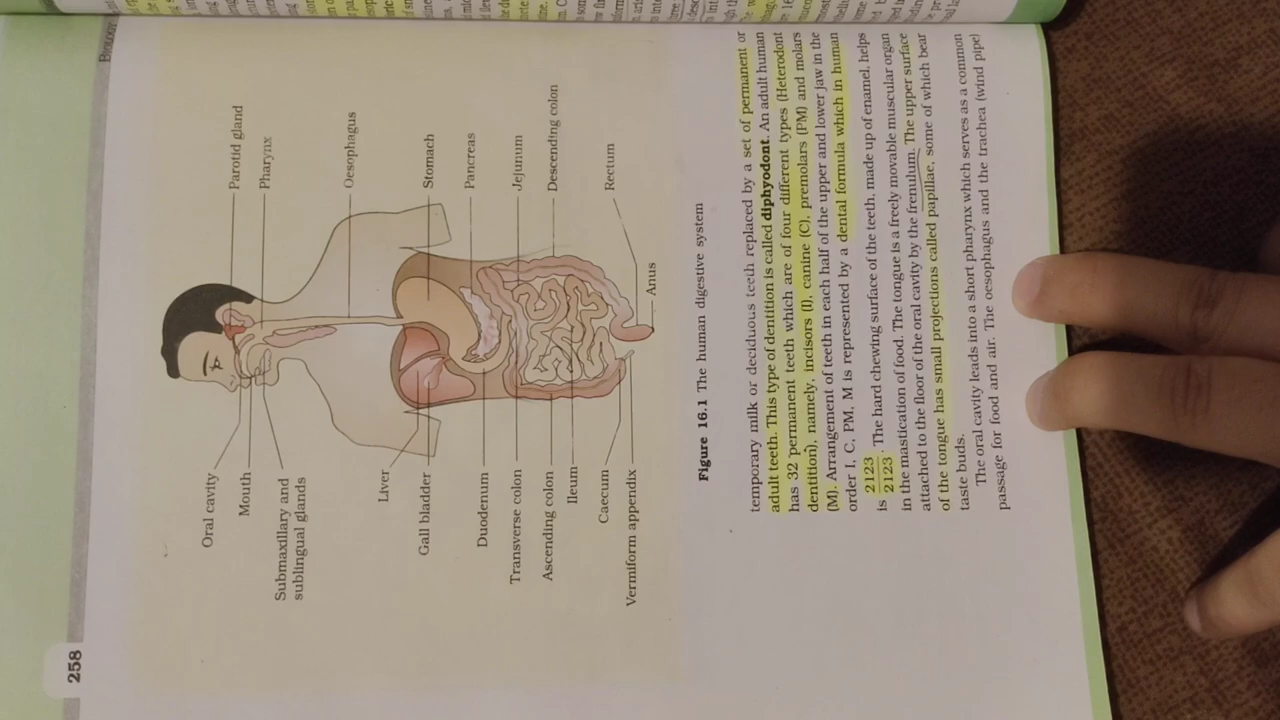 258
Biology
Oral cavity
Mouth
Submaxillary and
sublingual glands
Parotid gland
Pharynx
Oesophagus
Liver
Gall bladder
Stomach
Pancreas
Duodenum
Jejunum
Transverse colon
Descending colon
Ascending colon
Ileum
Caecum
Rectum
Vermiform appendix
Anus
Figure 16.1 The human digestive system
temporary milk or deciduous teeth replaced by a set of permanent or
adult teeth. This type of dentition is called diphyodont. An adult human
has 32 permanent teeth which are of four different types (Heterodont
dentition), namely, incisors (I), canine (C), premolars (PM) and molars
(M). Arrangement of teeth in each half of the upper and lower jaw in the
order I, C, PM, M is represented by a dental formula which in human
is 2123/2123. The hard chewing surface of the teeth, made up of enamel, helps
in the mastication of food. The tongue is a freely movable muscular organ
attached to the floor of the oral cavity by the frenulum. The upper surface
of the tongue has small projections called papillae, some of which bear
taste buds.
The oral cavity leads into a short pharynx which serves as a common
passage for food and air. The oesophagus and the trachea (wind pipe)